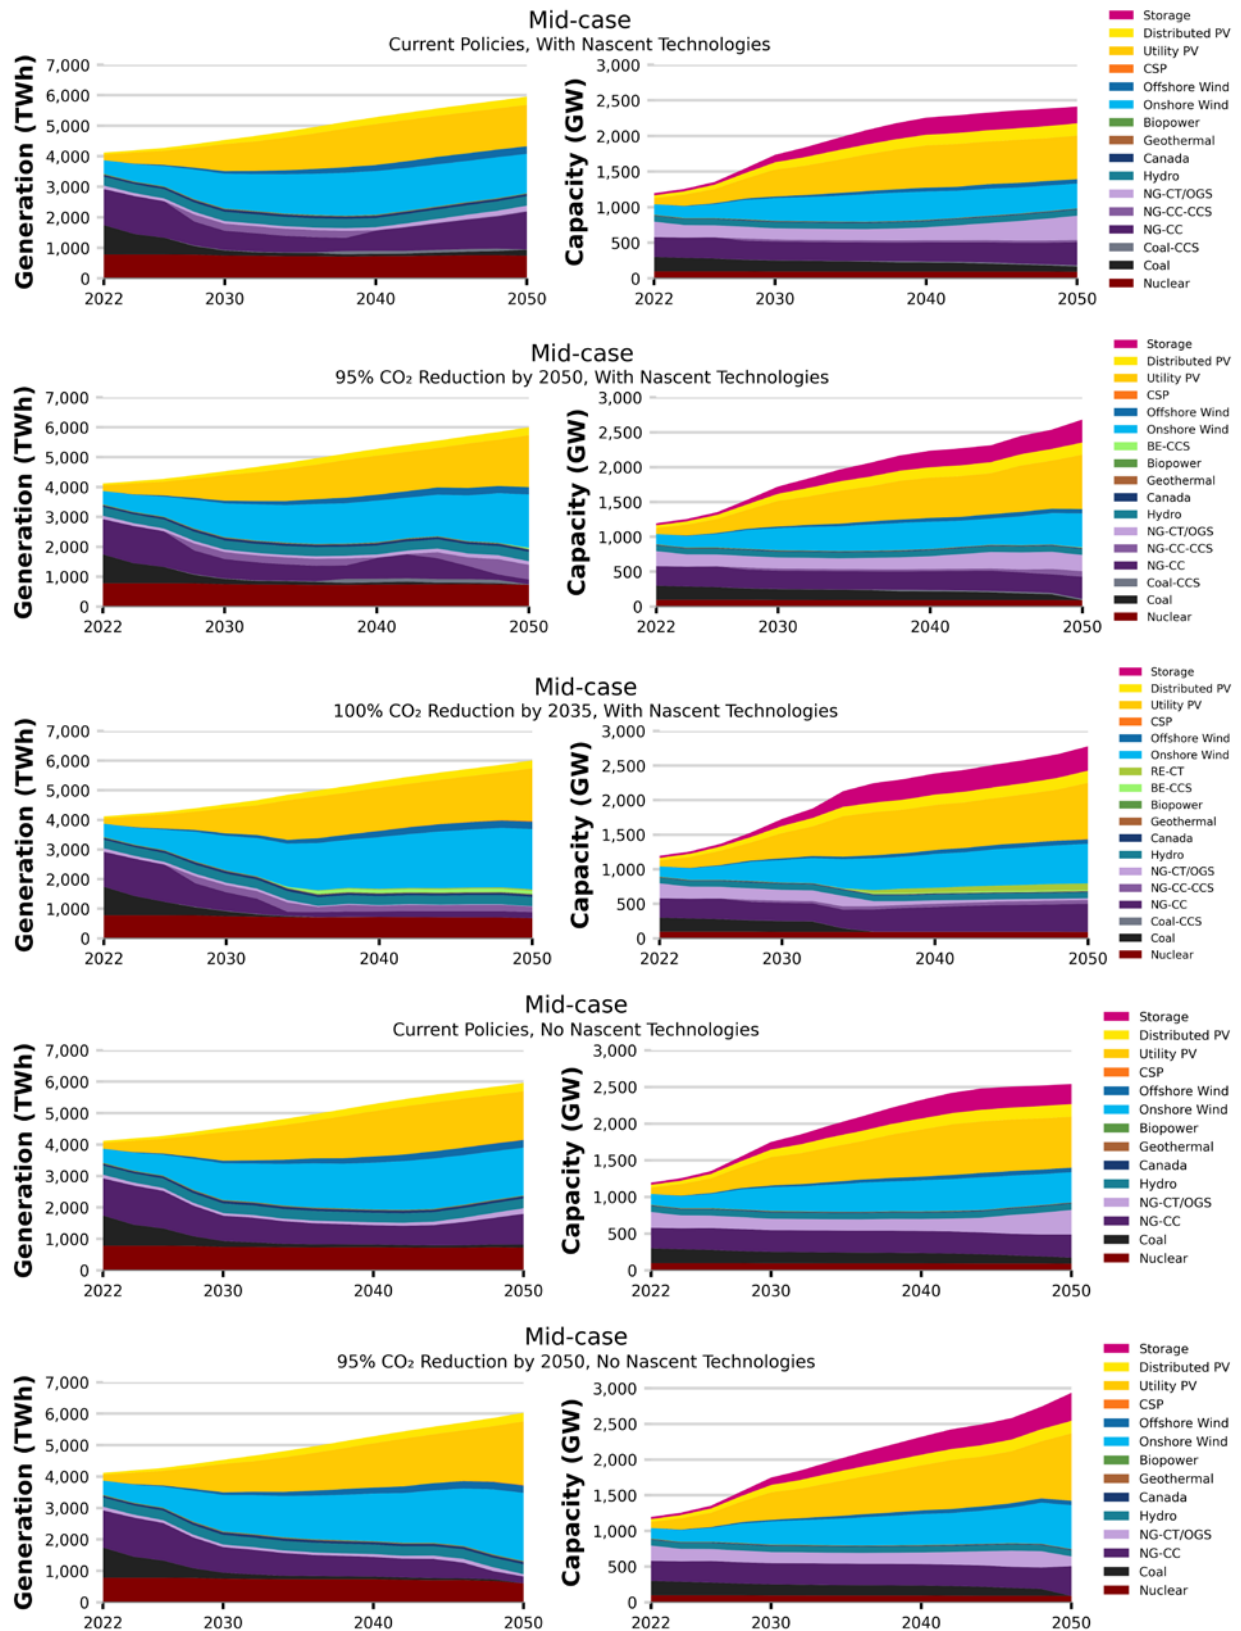 Mid-case
Current Policies, With Nascent Technologies
Generation (TWh)
7,000
6,000
5,000
4,000
3,000
2,000
1,000
0
2022
2030
2040
2050
Capacity (GW)
3,000
2,500
2,000
1,500
1,000
500
0
2022
2030
2040
2050
Storage
Distributed PV
Utility PV
CSP
Offshore Wind
Onshore Wind
Biopower
Geothermal
Canada
Hydro
NG-CT/OGS
NG-CC-CCS
NG-CC
Coal-CCS
Coal
Nuclear
Mid-case
95% CO₂ Reduction by 2050, With Nascent Technologies
Generation (TWh)
7,000
6,000
5,000
4,000
3,000
2,000
1,000
0
2022
2030
2040
2050
Capacity (GW)
3,000
2,500
2,000
1,500
1,000
500
0
2022
2030
2040
2050
Storage
Distributed PV
Utility PV
CSP
Offshore Wind
Onshore Wind
BE-CCS
Biopower
Geothermal
Canada
Hydro
NG-CT/OGS
NG-CC-CCS
NG-CC
Coal-CCS
Coal
Nuclear
Mid-case
100% CO₂ Reduction by 2035, With Nascent Technologies
Generation (TWh)
7,000
6,000
5,000
4,000
3,000
2,000
1,000
0
2022
2030
2040
2050
Capacity (GW)
3,000
2,500
2,000
1,500
1,000
500
0
2022
2030
2040
2050
Storage
Distributed PV
Utility PV
CSP
Offshore Wind
Onshore Wind
RE-CT
BE-CCS
Biopower
Geothermal
Canada
Hydro
NG-CT/OGS
NG-CC-CCS
NG-CC
Coal-CCS
Coal
Nuclear
Mid-case
Current Policies, No Nascent Technologies
Generation (TWh)
7,000
6,000
5,000
4,000
3,000
2,000
1,000
0
2022
2030
2040
2050
Capacity (GW)
3,000
2,500
2,000
1,500
1,000
500
0
2022
2030
2040
2050
Storage
Distributed PV
Utility PV
CSP
Offshore Wind
Onshore Wind
Biopower
Geothermal
Canada
Hydro
NG-CT/OGS
NG-CC
Coal
Nuclear
Mid-case
95% CO₂ Reduction by 2050, No Nascent Technologies
Generation (TWh)
7,000
6,000
5,000
4,000
3,000
2,000
1,000
0
2022
2030
2040
2050
Capacity (GW)
3,000
2,500
2,000
1,500
1,000
500
0
2022
2030
2040
2050
Storage
Distributed PV
Utility PV
CSP
Offshore Wind
Onshore Wind
Biopower
Geothermal
Canada
Hydro
NG-CT/OGS
NG-CC
Coal
Nuclear